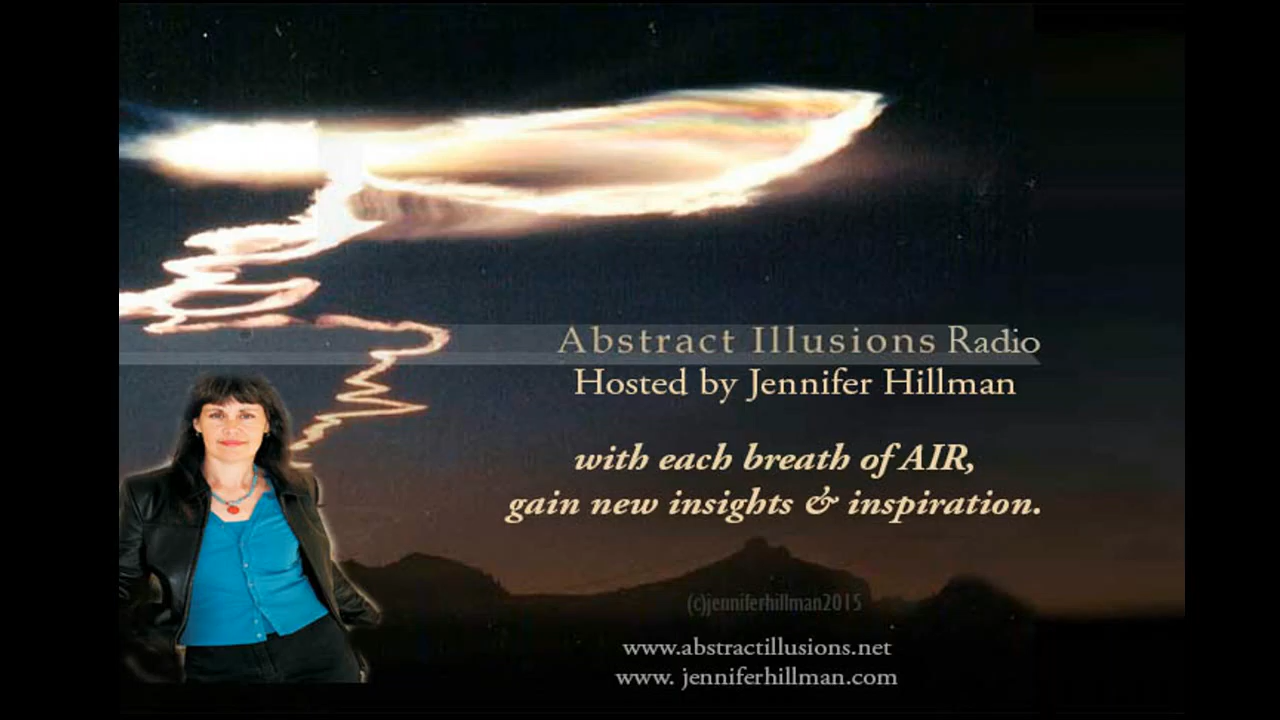 Abstract Illusions Radio
Hosted by Jennifer Hillman
with each breath of AIR,
gain new insights & inspiration.
(c)jenniferhillman2015
www.abstractillusions.net
www. jenniferhillman.com